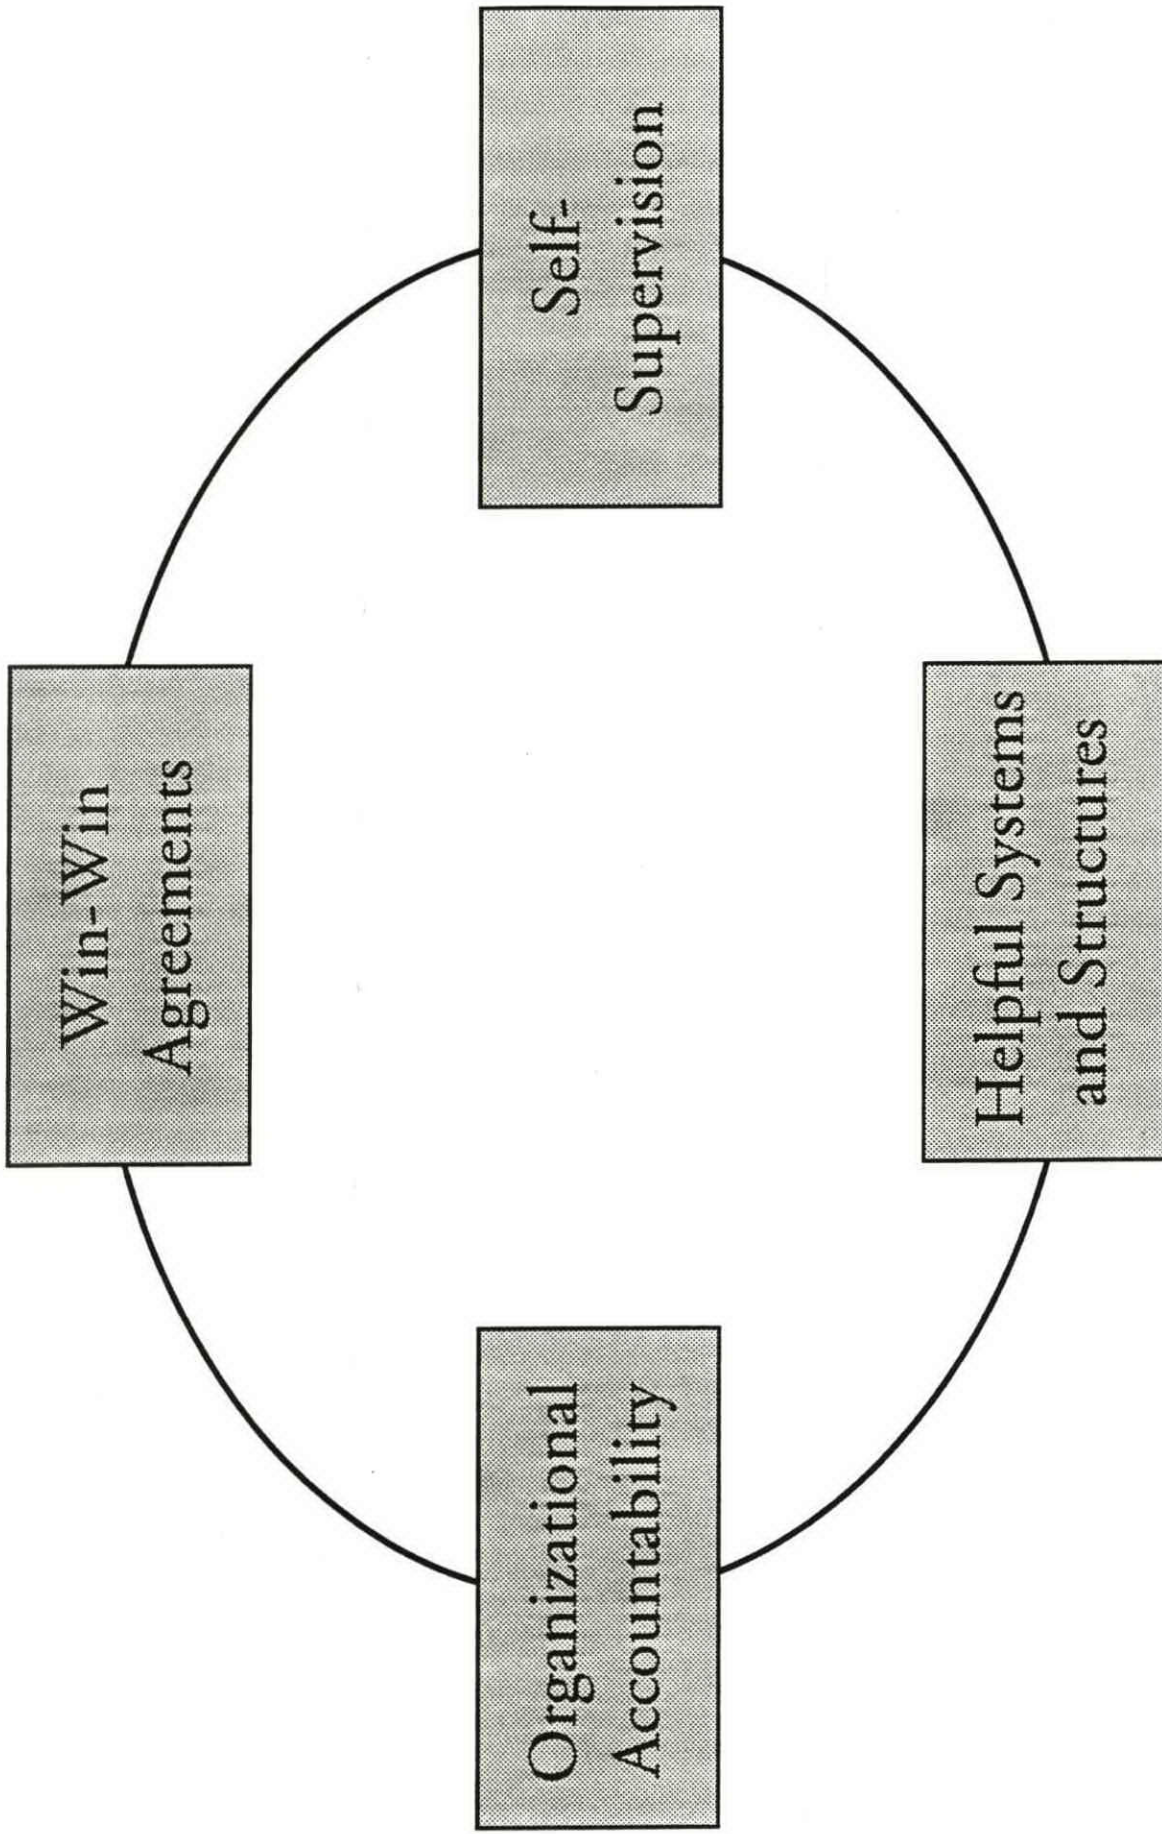 Win-Win
Agreements
Organizational
Accountability
Self-
Supervision
Helpful Systems
and Structures